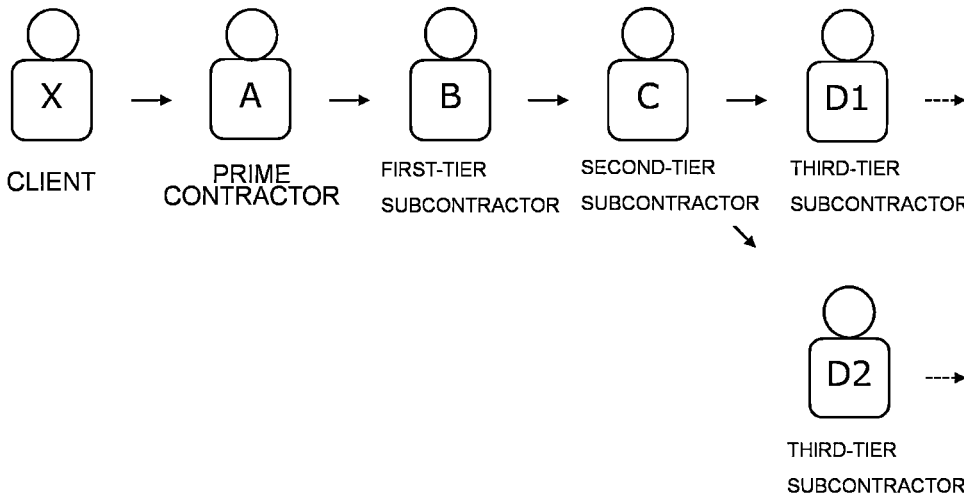 X
A
B
C
D1
CLIENT
PRIME
CONTRACTOR
FIRST-TIER
SUBCONTRACTOR
SECOND-TIER
SUBCONTRACTOR
THIRD-TIER
SUBCONTRACTOR
D2
THIRD-TIER
SUBCONTRACTOR